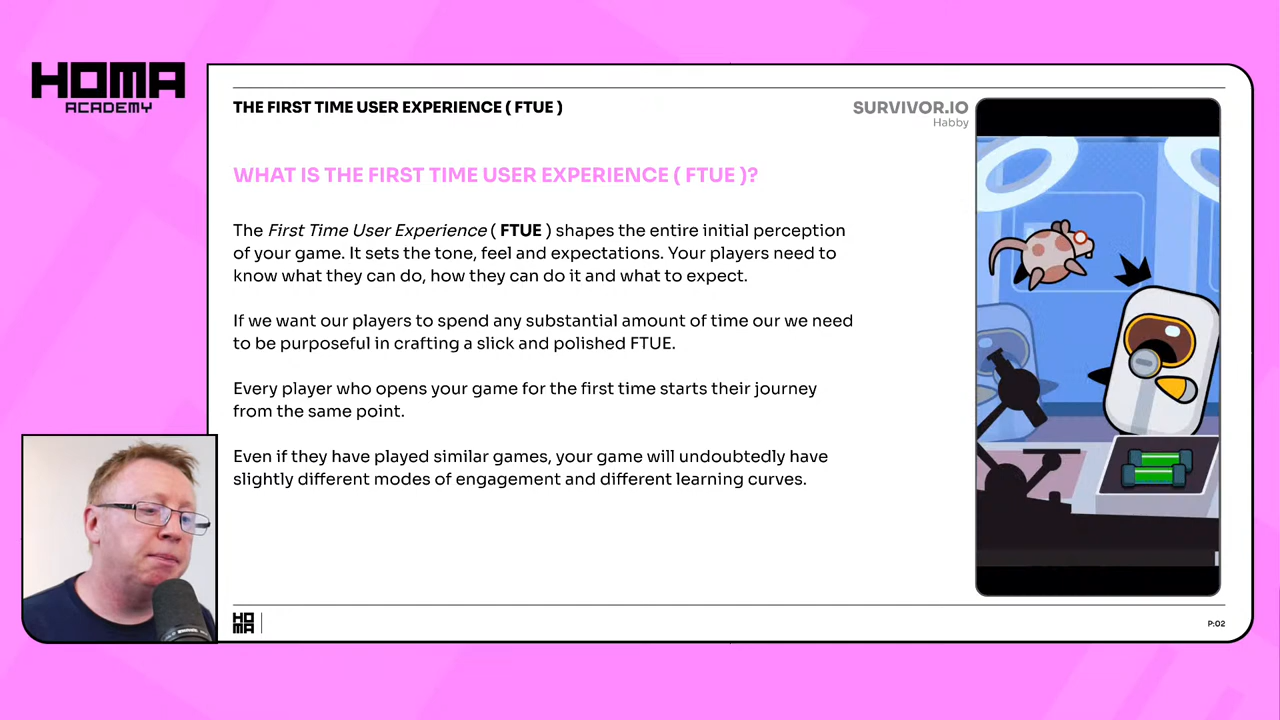 HOMA
ACADEMY
THE FIRST TIME USER EXPERIENCE ( FTUE )
SURVIVOR.IO
Habby
WHAT IS THE FIRST TIME USER EXPERIENCE ( FTUE )?
The First Time User Experience ( FTUE ) shapes the entire initial perception
of your game. It sets the tone, feel and expectations. Your players need to
know what they can do, how they can do it and what to expect.
If we want our players to spend any substantial amount of time our we need
to be purposeful in crafting a slick and polished FTUE.
Every player who opens your game for the first time starts their journey
from the same point.
Even if they have played similar games, your game will undoubtedly have
slightly different modes of engagement and different learning curves.
HO
MA
P:02